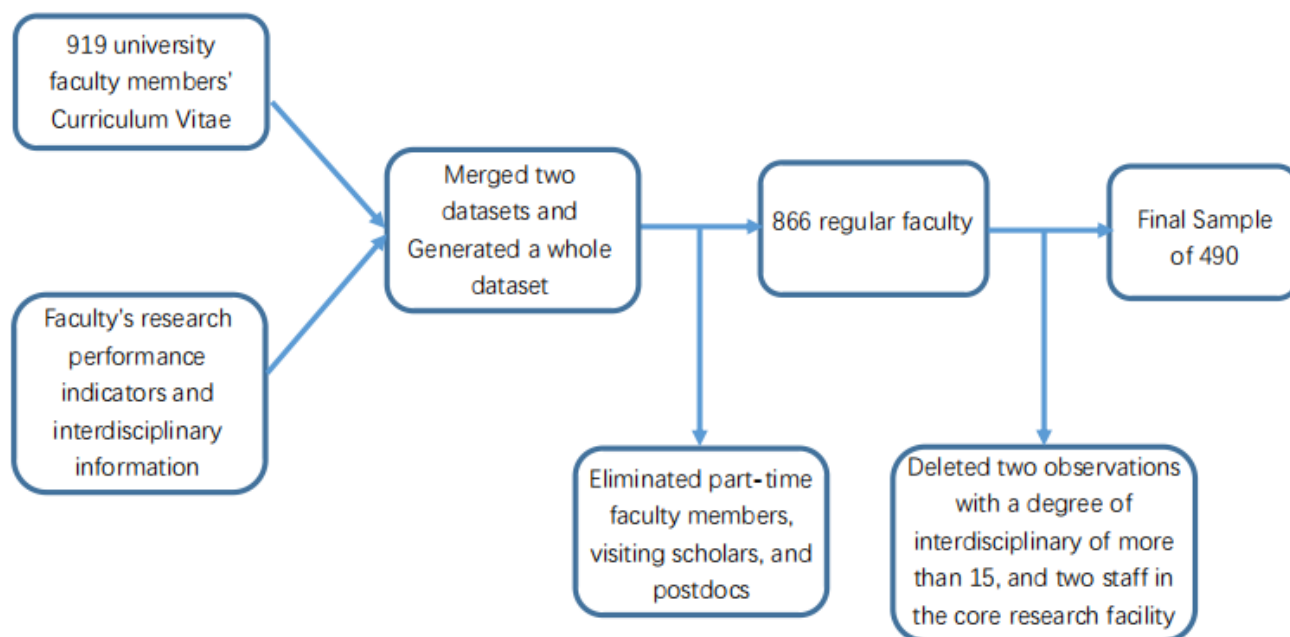 919 university
faculty members'
Curriculum Vitae
Faculty's research
performance
indicators and
interdisciplinary
information
Merged two
datasets and
Generated a whole
dataset
Eliminated part-time
faculty members,
visiting scholars, and
postdocs
866 regular faculty
Deleted two observations
with a degree of
interdisciplinary of more
than 15, and two staff in
the core research facility
Final Sample
of 490